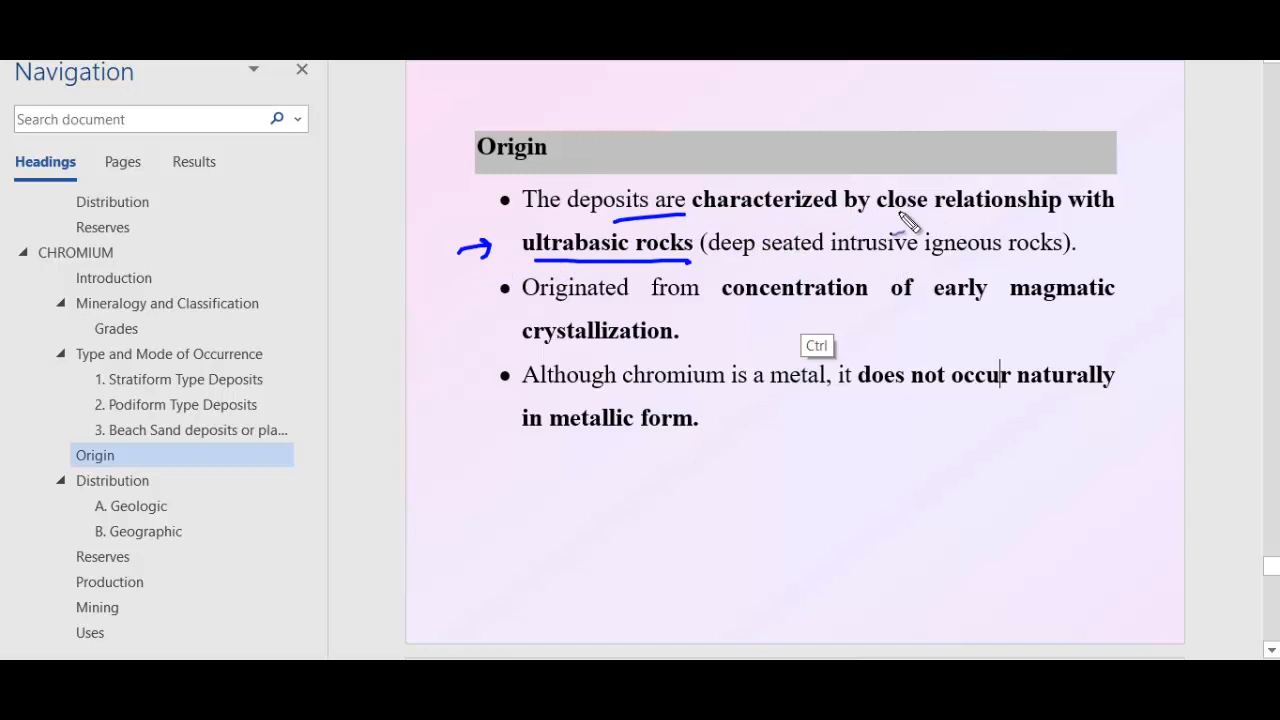 Navigation
Search document
Headings Pages Results
Distribution
Reserves
CHROMIUM
Introduction
Mineralogy and Classification
Grades
Type and Mode of Occurrence
1. Stratiform Type Deposits
2. Podiform Type Deposits
3. Beach Sand deposits or pla...
Origin
Distribution
A. Geologic
B. Geographic
Reserves
Production
Mining
Uses
Origin
• The deposits are characterized by close relationship with
ultrabasic rocks (deep seated intrusive igneous rocks).
• Originated from concentration of early magmatic
crystallization.
Ctrl
• Although chromium is a metal, it does not occur naturally
in metallic form.